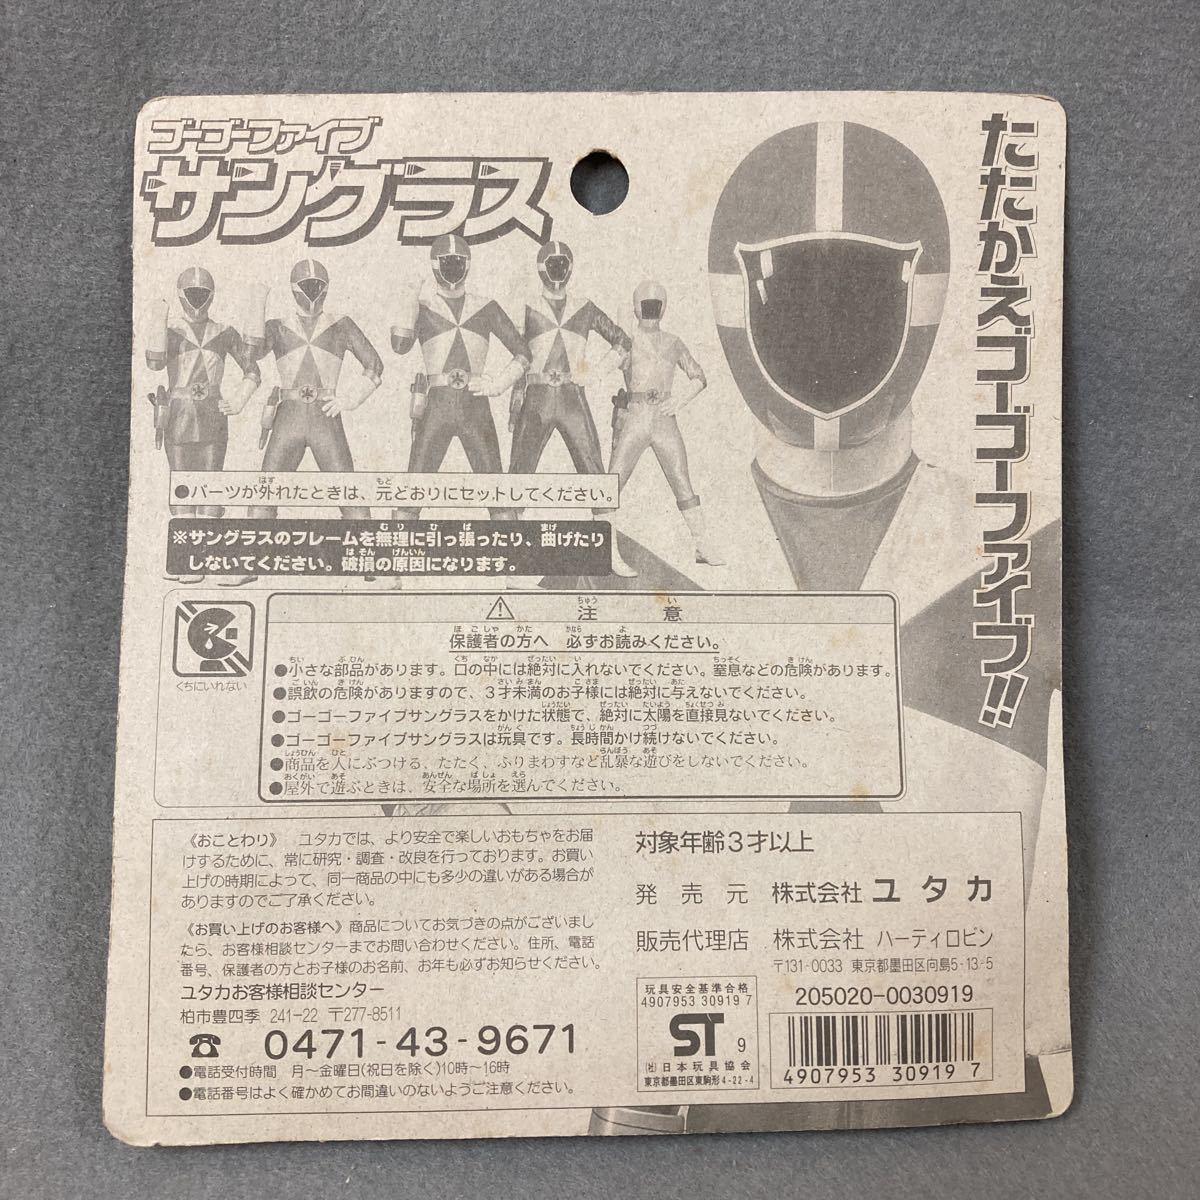 ゴーゴーファイブ
サングラス
たたかえゴーゴーファイブ!!
●パーツが外れたときは、元どおりにセットしてください。
※サングラスのフレームを無理に引っ張ったり、曲げたり
しないでください。破損の原因になります。
くちにいれない
⚠ 注意
保護者の方へ 必ずお読みください。
●小さな部品があります。口の中には絶対に入れないでください。窒息などの危険があります。
●誤飲の危険がありますので、3才未満のお子様には絶対に与えないでください。
●ゴーゴーファイブサングラスをかけた状態で、絶対に太陽を直接見ないでください。
●ゴーゴーファイブサングラスは玩具です。長時間かけ続けないでください。
●商品を人にぶつける、たたく、ふりまわすなど乱暴な遊びをしないでください。
●屋外で遊ぶときは、安全な場所を選んでください。
《おことわり》 ユタカでは、より安全で楽しいおもちゃをお届
けするために、常に研究・調査・改良を行っております。お買い
上げの時期によって、同一商品の中にも多少の違いがある場合が
ありますのでご了承ください。
《お買い上げのお客様へ》商品についてお気づきの点がございまし
たら、お客様相談センターまでお問い合わせください。住所、電話
番号、保護者の方とお子様のお名前、お年も必ずお知らせください。
ユタカお客様相談センター
柏市豊四季 241-22 〒277-8511
☎ 0471-43-9671
●電話受付時間 月〜金曜日(祝日を除く)10時〜16時
●電話番号はよく確かめてお間違いのないようご注意ください。
対象年齢3才以上
発売元 株式会社 ユタカ
販売代理店 株式会社 ハーティロビン
〒131-0033 東京都墨田区向島5-13-5
玩具安全基準合格
4907953 30919 7
ST 9
(社)日本玩具協会
東京都墨田区東駒形4-22-4
205020-0030919
4907953 309197